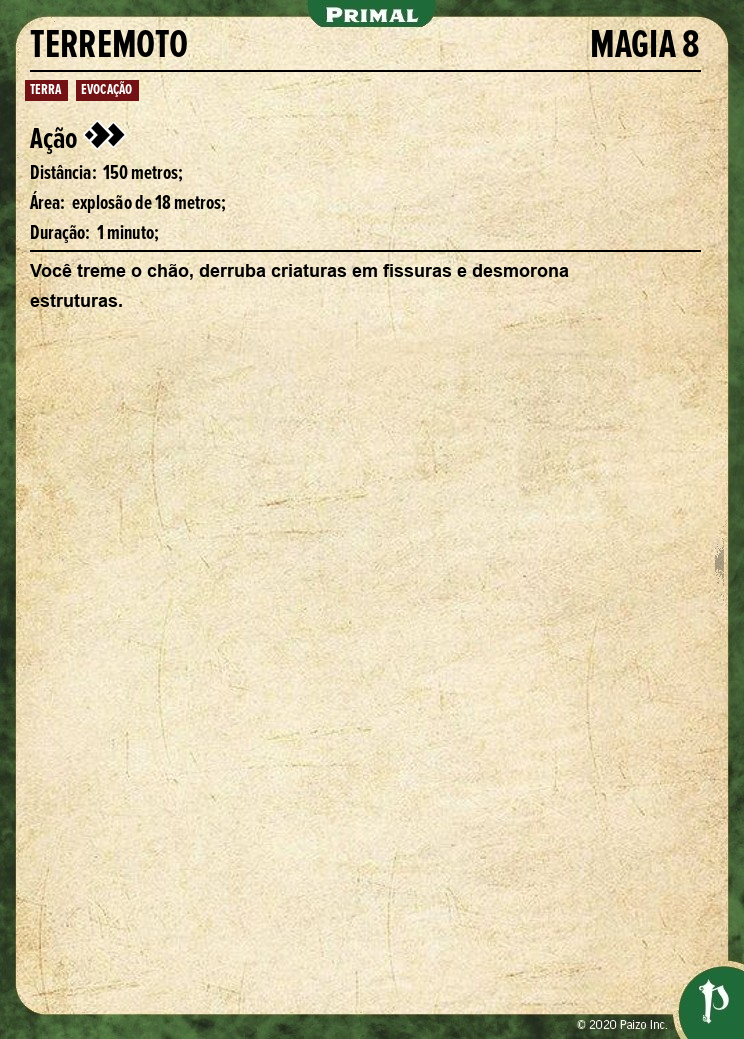 PRIMAL
TERREMOTO MAGIA 8
TERRA EVOCAÇÃO
Ação
Distância: 150 metros;
Área: explosão de 18 metros;
Duração: 1 minuto;
Você treme o chão, derruba criaturas em fissuras e desmorona
estruturas.
© 2020 Paizo Inc.
P